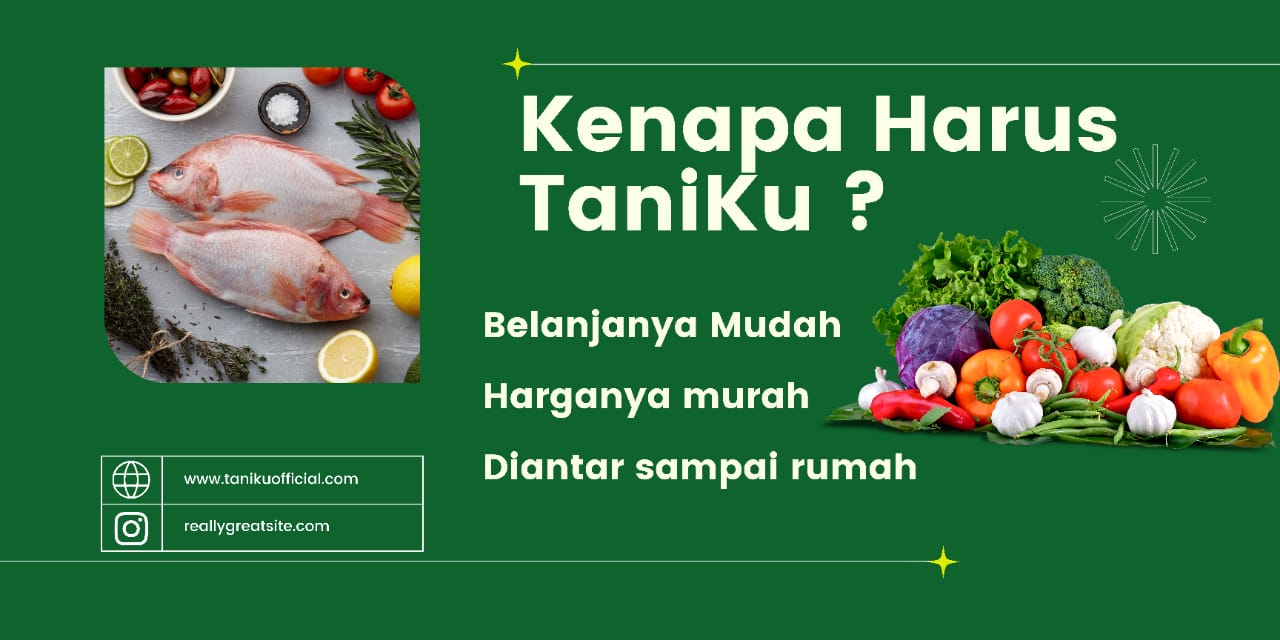 Kenapa Harus
TaniKu ?
Belanjanya Mudah
Harganya murah
Diantar sampai rumah
www.tanikuofficial.com
reallygreatsite.com